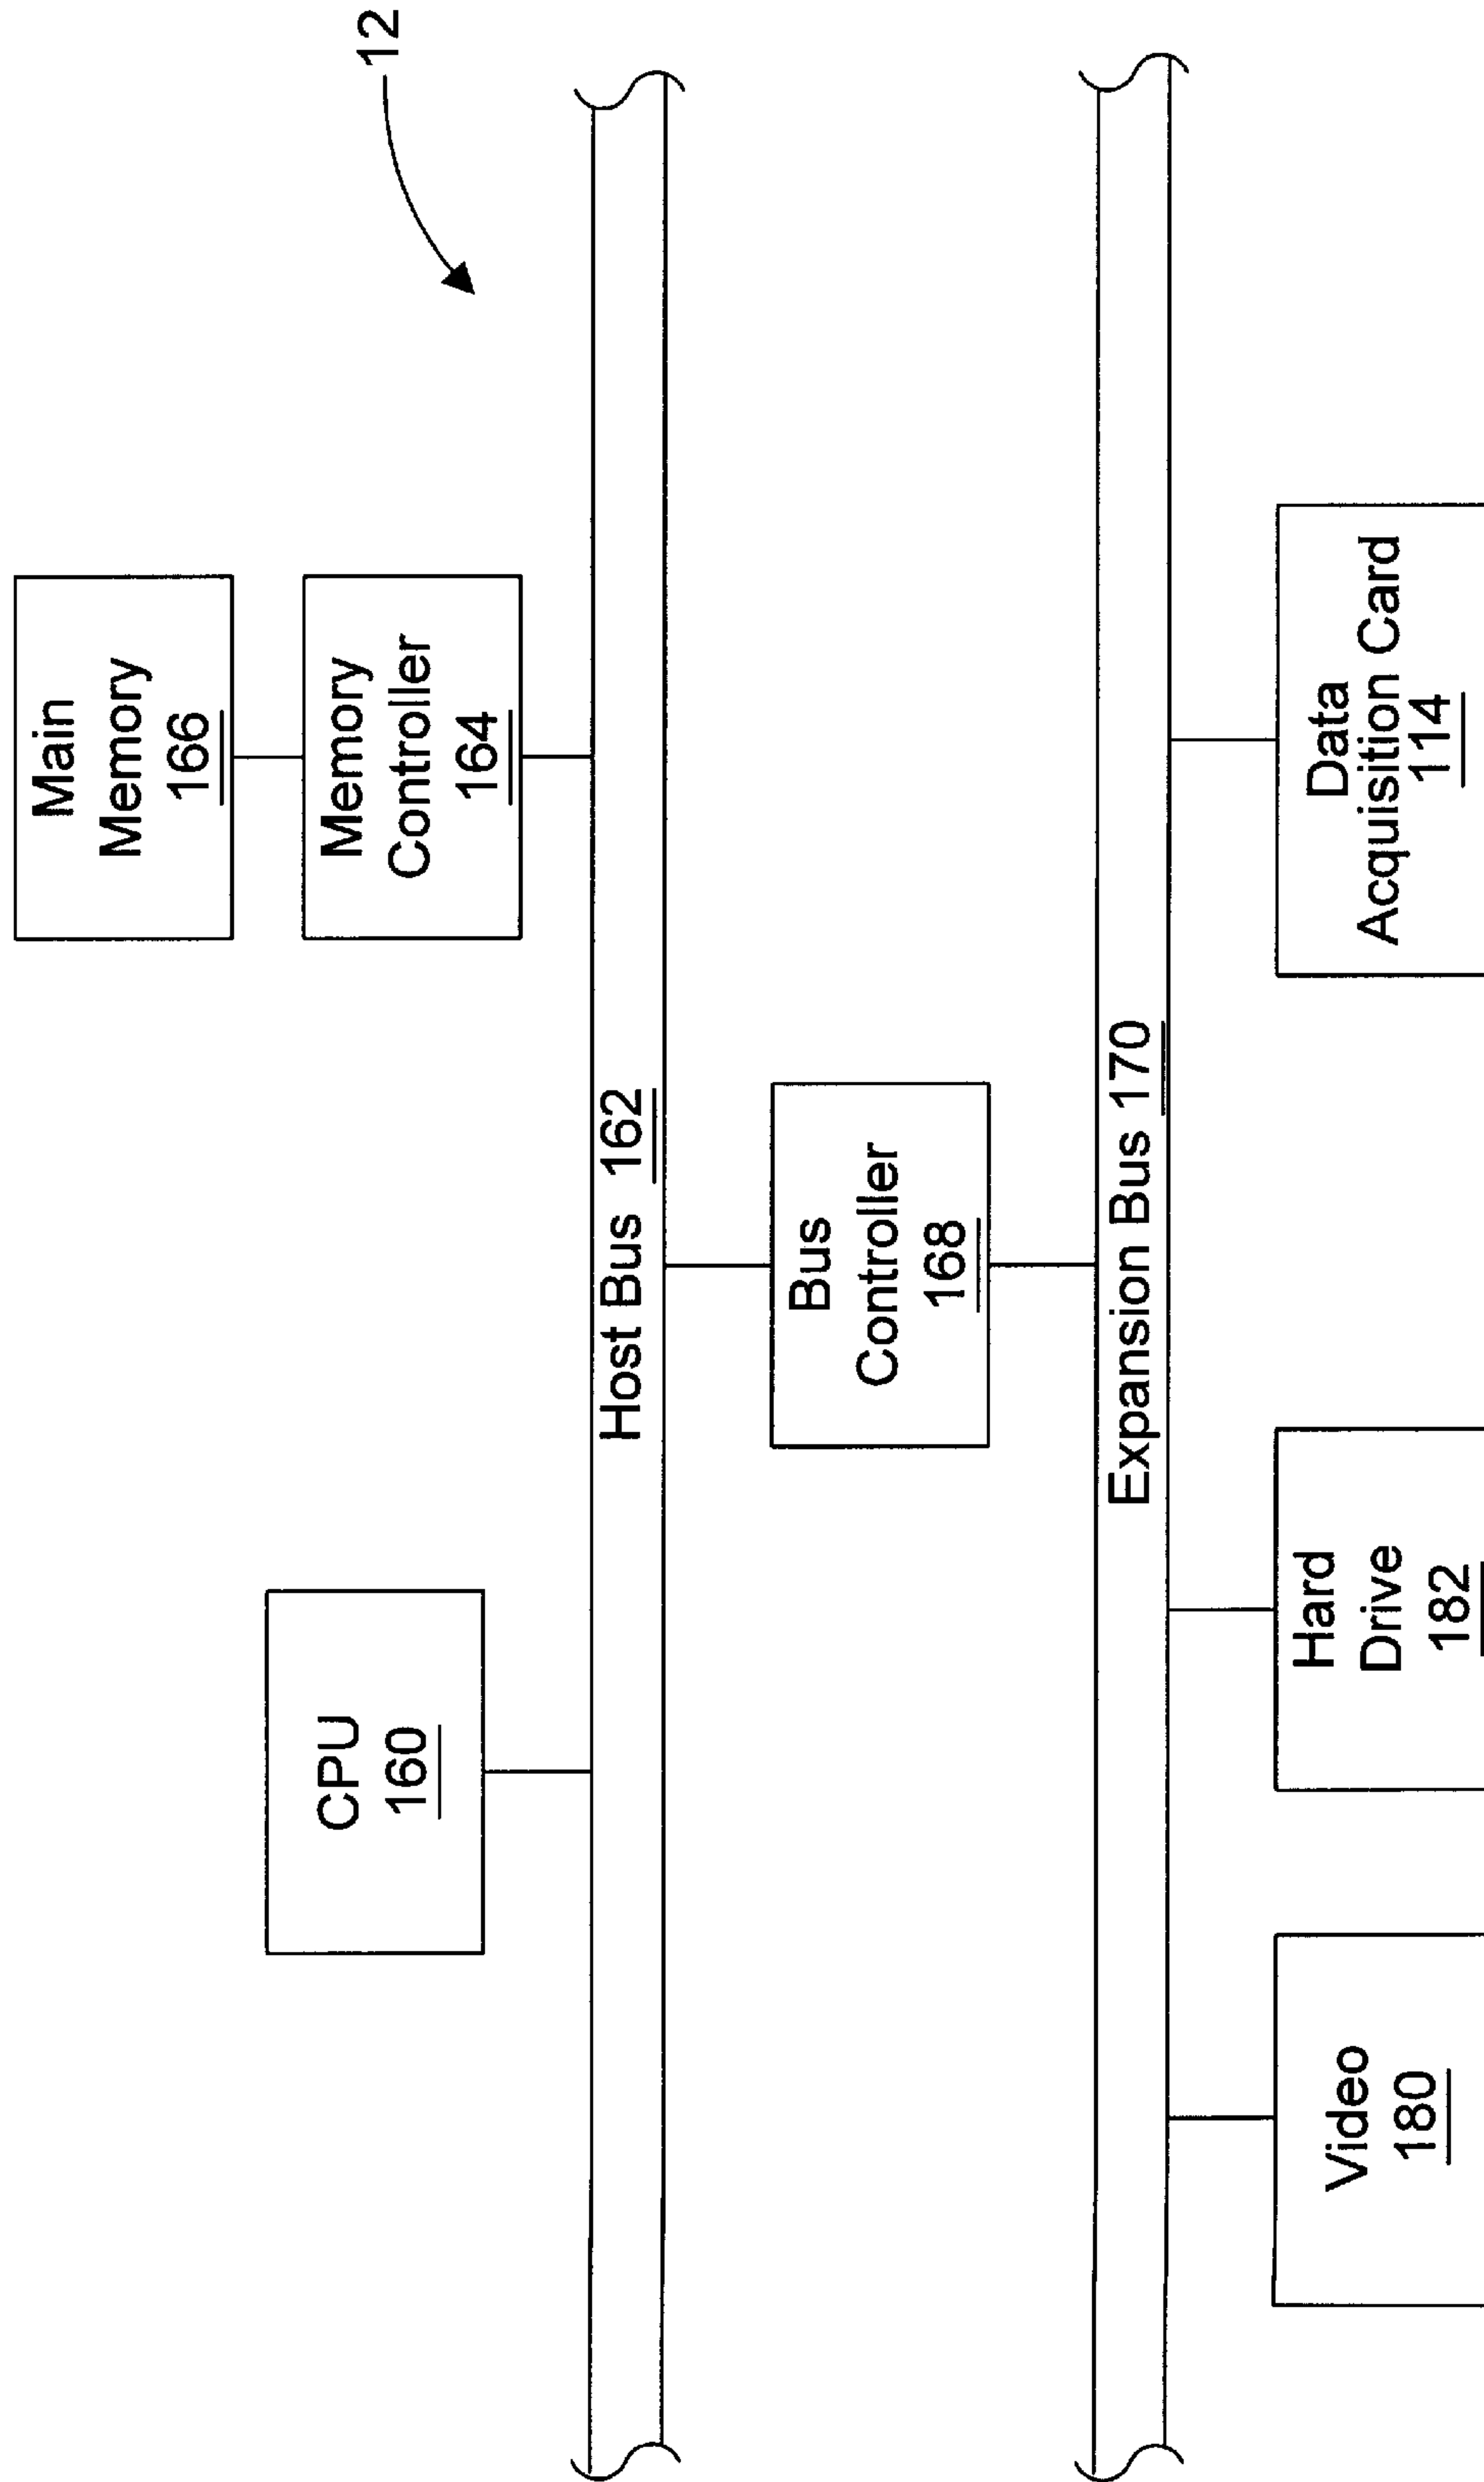 12
Main
Memory
166
Memory
Controller
164
CPU
160
Host Bus 162
Bus
Controller
168
Expansion Bus 170
Video
180
Hard
Drive
182
Data
Acquisition Card
114